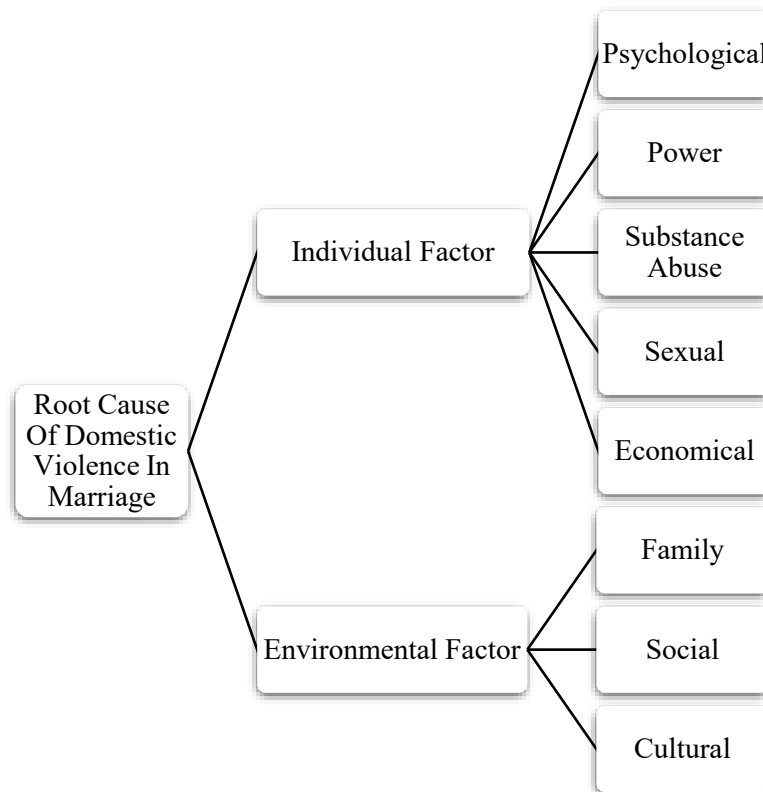 Root Cause
Of Domestic
Violence In
Marriage
Individual Factor
Psychological
Power
Substance
Abuse
Sexual
Economical
Environmental Factor
Family
Social
Cultural